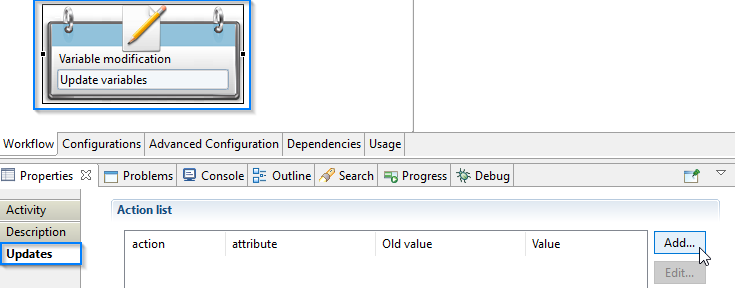 Variable modification
Update variables
Workflow Configurations Advanced Configuration Dependencies Usage
Properties Problems Console Outline Search Progress Debug
Activity
Description
Updates
Action list
action attribute Old value Value
Add...
Edit...